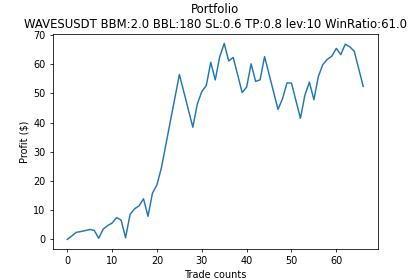 Portfolio
WAVESUSDT BBM:2.0 BBL:180 SL:0.6 TP:0.8 lev:10 WinRatio:61.0
70
60
50
40
30
20
10
0
Profit ($)
0 10 20 30 40 50 60
Trade counts